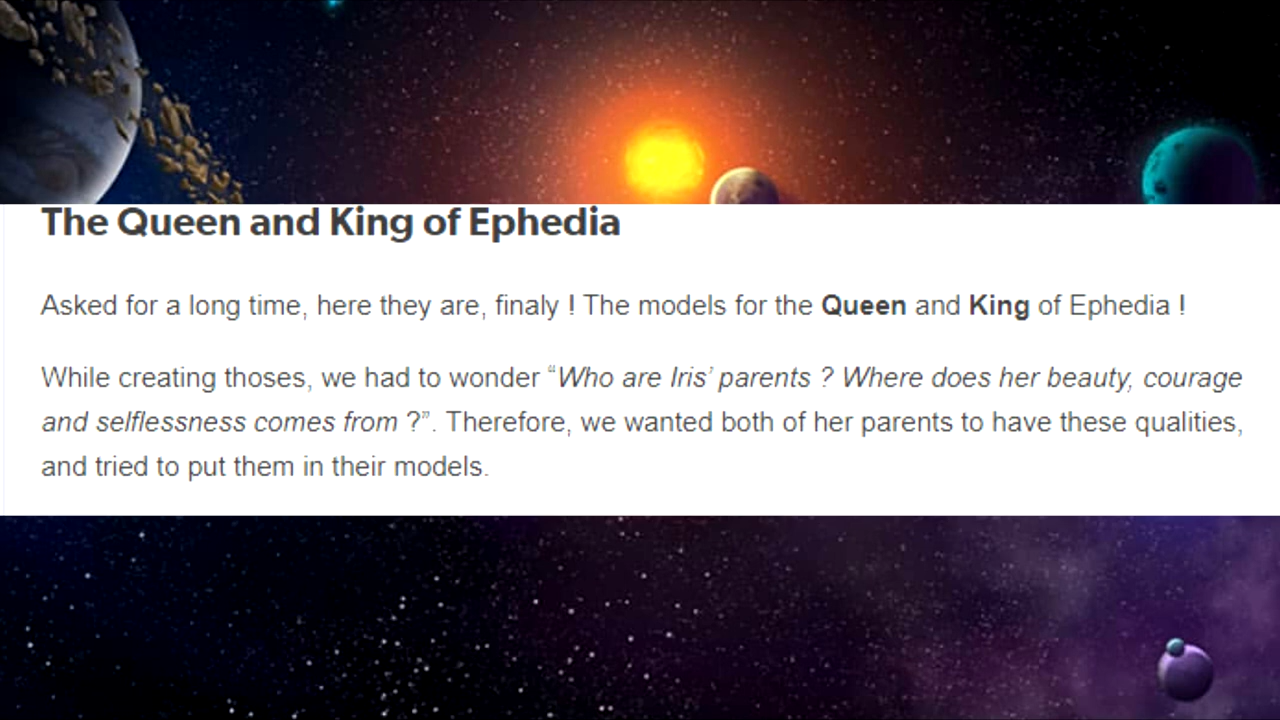 The Queen and King of Ephedia
Asked for a long time, here they are, finaly ! The models for the Queen and King of Ephedia !
While creating thoses, we had to wonder “Who are Iris’ parents ? Where does her beauty, courage
and selflessness comes from ?”. Therefore, we wanted both of her parents to have these qualities,
and tried to put them in their models.